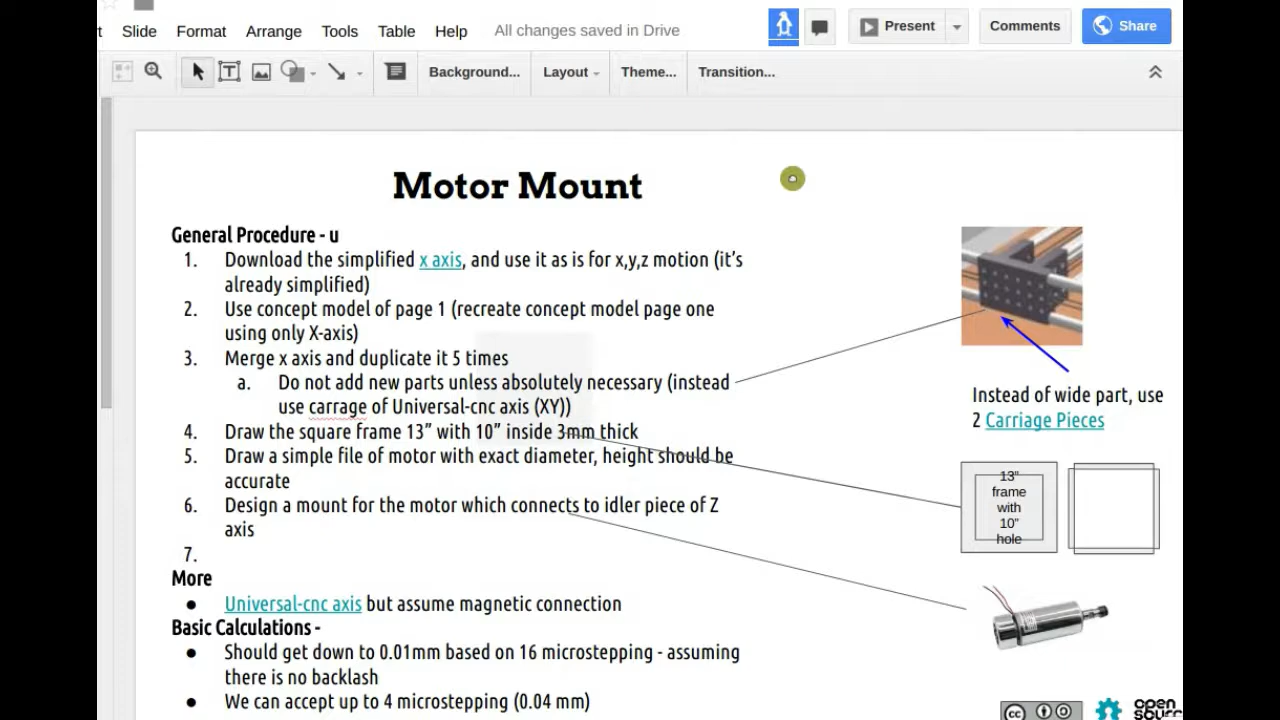 t Slide Format Arrange Tools Table Help All changes saved in Drive Present Comments Share
Background... Layout Theme... Transition...
Motor Mount
General Procedure - u
1. Download the simplified x axis, and use it as is for x,y,z motion (it's
already simplified)
2. Use concept model of page 1 (recreate concept model page one
using only X-axis)
3. Merge x axis and duplicate it 5 times
a. Do not add new parts unless absolutely necessary (instead
use carrage of Universal-cnc axis (XY))
4. Draw the square frame 13” with 10” inside 3mm thick
5. Draw a simple file of motor with exact diameter, height should be
accurate
6. Design a mount for the motor which connects to idler piece of Z
axis
7.
More
● Universal-cnc axis but assume magnetic connection
Basic Calculations -
● Should get down to 0.01mm based on 16 microstepping - assuming
there is no backlash
● We can accept up to 4 microstepping (0.04 mm)
Instead of wide part, use
2 Carriage Pieces
13”
frame
with
10”
hole
cc
open
source